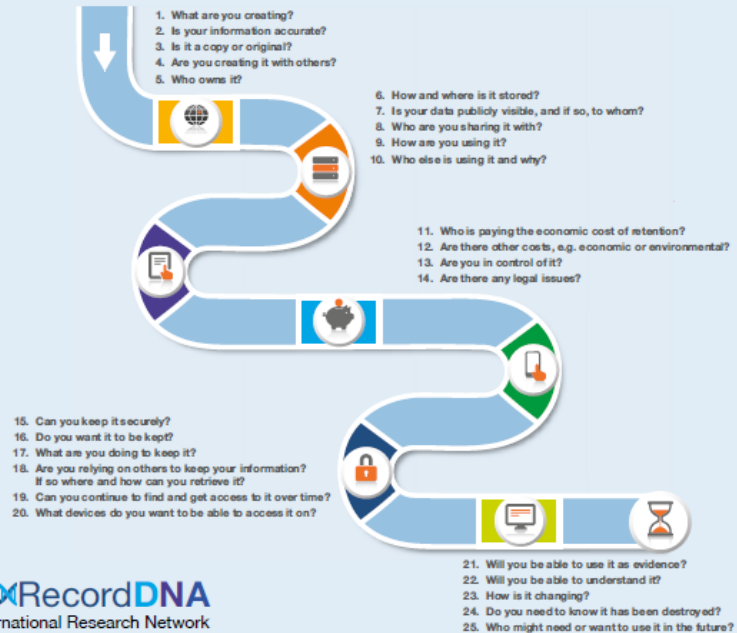 1. What are you creating?
2. Is your information accurate?
3. Is it a copy or original?
4. Are you creating it with others?
5. Who owns it?
6. How and where is it stored?
7. Is your data publicly visible, and if so, to whom?
8. Who are you sharing it with?
9. How are you using it?
10. Who else is using it and why?
11. Who is paying the economic cost of retention?
12. Are there other costs, e.g. economic or environmental?
13. Are you in control of it?
14. Are there any legal issues?
15. Can you keep it securely?
16. Do you want it to be kept?
17. What are you doing to keep it?
18. Are you relying on others to keep your information?
If so where and how can you retrieve it?
19. Can you continue to find and get access to it over time?
20. What devices do you want to be able to access it on?
21. Will you be able to use it as evidence?
22. Will you be able to understand it?
23. How is it changing?
24. Do you need to know it has been destroyed?
25. Who might need or want to use it in the future?
RecordDNA
rnational Research Network